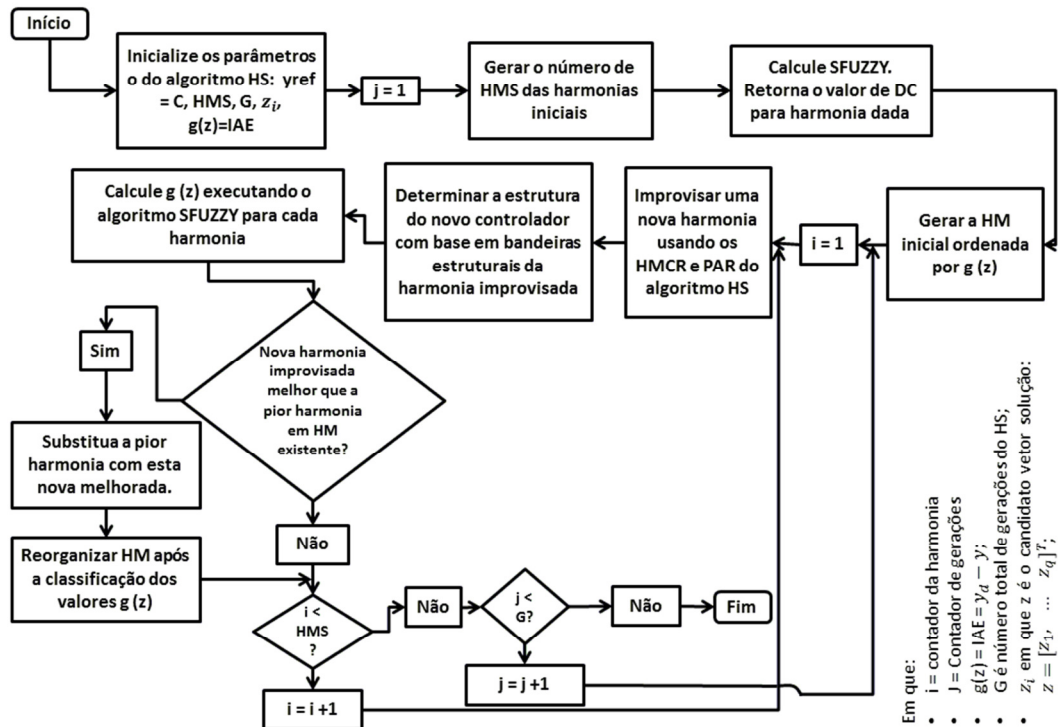 Início
Inicialize os parâmetros
o do algoritmo HS: yref
= C, HMS, G, z_i,
g(z)=IAE
j = 1
Gerar o número de
HMS das harmonias
iniciais
Calcule SFUZZY.
Retorna o valor de DC
para harmonia dada
Gerar a HM
inicial ordenada
por g (z)
i = 1
Improvisar uma
nova harmonia
usando os
HMCR e PAR do
algoritmo HS
Determinar a estrutura
do novo controlador
com base em bandeiras
estruturais da
harmonia improvisada
Calcule g (z) executando o
algoritmo SFUZZY para cada
harmonia
Nova harmonia
improvisada
melhor que a
pior harmonia
em HM
existente?
Sim
Substitua a pior
harmonia com esta
nova melhorada.
Reorganizar HM após
a classificação dos
valores g (z)
Não
i <
HMS
?
Não
j <
G?
Não
Fim
j = j +1
i = i +1
Em que:
• i = contador da harmonia
• J = Contador de gerações
• g(z) = IAE = y_d − y;
• G é número total de gerações do HS;
• z_i em que z é o candidato vetor solução:
z = [z_1, ... z_q]^T;